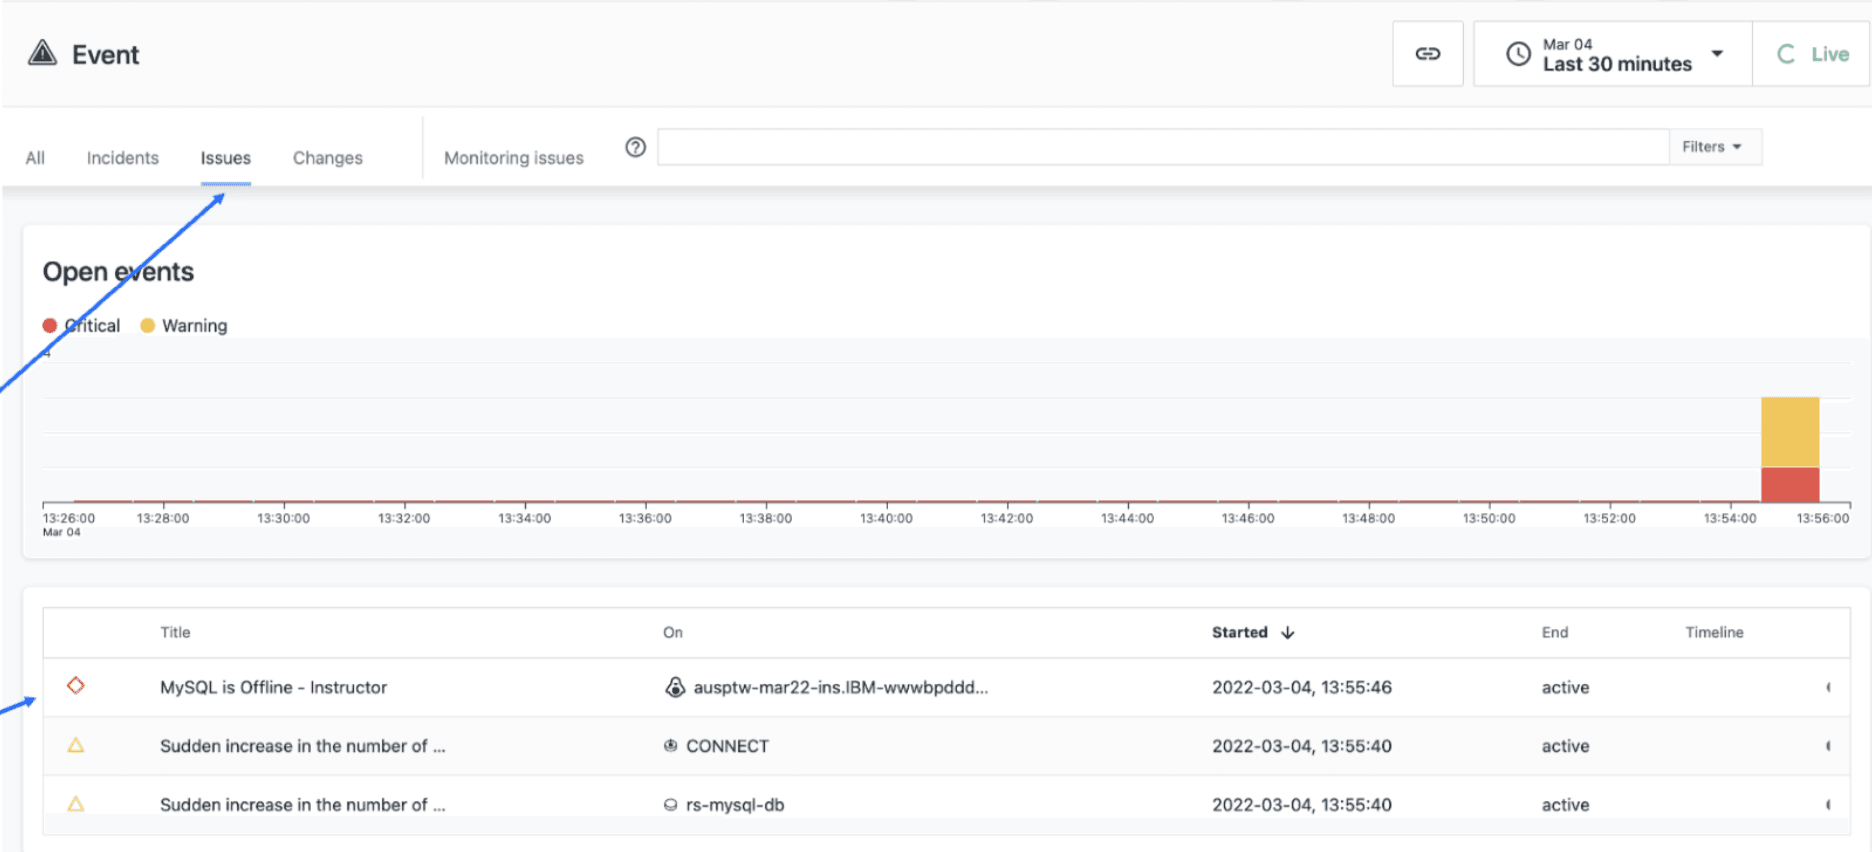 Event
Mar 04
Last 30 minutes
Live
All Incidents Issues Changes Monitoring issues
Filters
Open events
Critical Warning
4
13:26:00 13:28:00 13:30:00 13:32:00 13:34:00 13:36:00 13:38:00 13:40:00 13:42:00 13:44:00 13:46:00 13:48:00 13:50:00 13:52:00 13:54:00 13:56:00
Mar 04
Title On Started End Timeline
MySQL is Offline - Instructor ausptw-mar22-ins.IBM-wwwbpddd... 2022-03-04, 13:55:46 active
Sudden increase in the number of ... CONNECT 2022-03-04, 13:55:40 active
Sudden increase in the number of ... rs-mysql-db 2022-03-04, 13:55:40 active